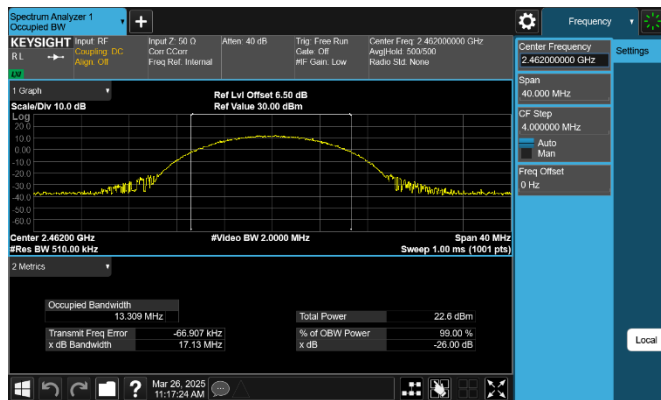 Spectrum Analyzer 1
Occupied BW
Frequency
KEYSIGHT
RL
Input: RF
Coupling: DC
Align: Off
Input Z: 50 Ω
Corr CCorr
Freq Ref: Internal
Atten: 40 dB
Trig: Free Run
Gate: Off
#IF Gain: Low
Center Freq: 2.462000000 GHz
Avg|Hold: 500/500
Radio Std: None
Center Frequency
2.462000000 GHz
Settings
Span
40.000 MHz
CF Step
4.000000 MHz
Auto
Man
Freq Offset
0 Hz
1 Graph
Scale/Div 10.0 dB
Ref Lvl Offset 6.50 dB
Ref Value 30.00 dBm
Log
20.0
10.0
0.00
-10.0
-20.0
-30.0
-40.0
-50.0
-60.0
Center 2.46200 GHz
#Res BW 510.00 kHz
#Video BW 2.0000 MHz
Span 40 MHz
Sweep 1.00 ms (1001 pts)
2 Metrics
Occupied Bandwidth
13.309 MHz
Total Power 22.6 dBm
Transmit Freq Error -66.907 kHz
% of OBW Power 99.00 %
x dB Bandwidth 17.13 MHz
x dB -26.00 dB
Local
?
Mar 26, 2025
11:17:24 AM